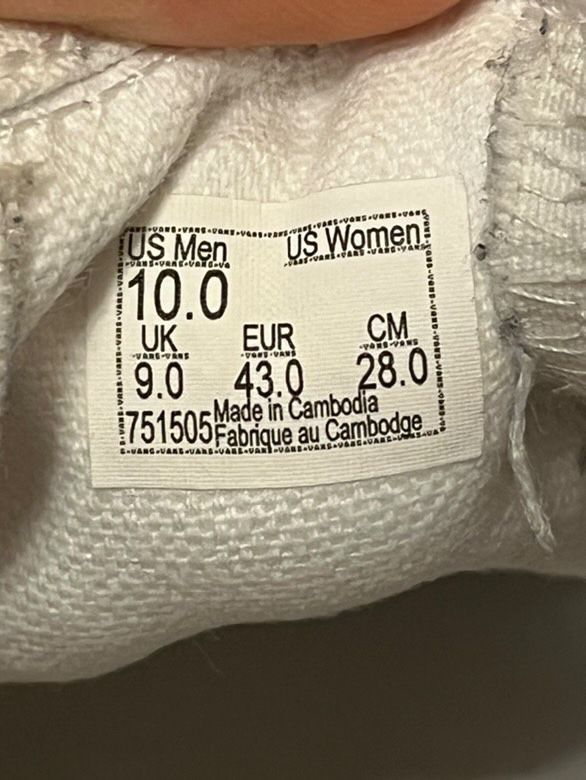 US Men US Women
10.0
UK EUR CM
9.0 43.0 28.0
751505 Made in Cambodia
Fabrique au Cambodge